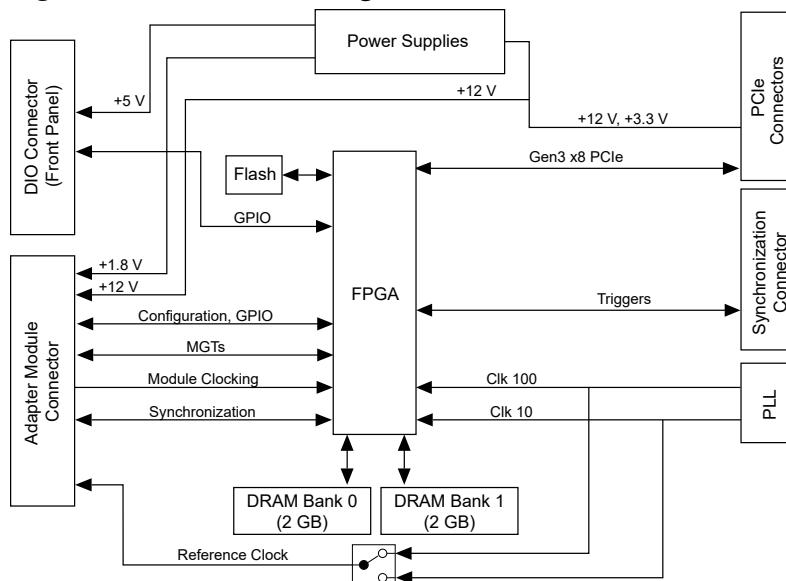 Power Supplies
DIO Connector
(Front Panel)
+5 V
+12 V
+12 V, +3.3 V
PCIe
Connectors
Gen3 x8 PCIe
Flash
GPIO
FPGA
Synchronization
Connector
Triggers
+1.8 V
+12 V
Adapter Module
Connector
Configuration, GPIO
MGTs
Module Clocking
Synchronization
Clk 100
Clk 10
PLL
DRAM Bank 0
(2 GB)
DRAM Bank 1
(2 GB)
Reference Clock